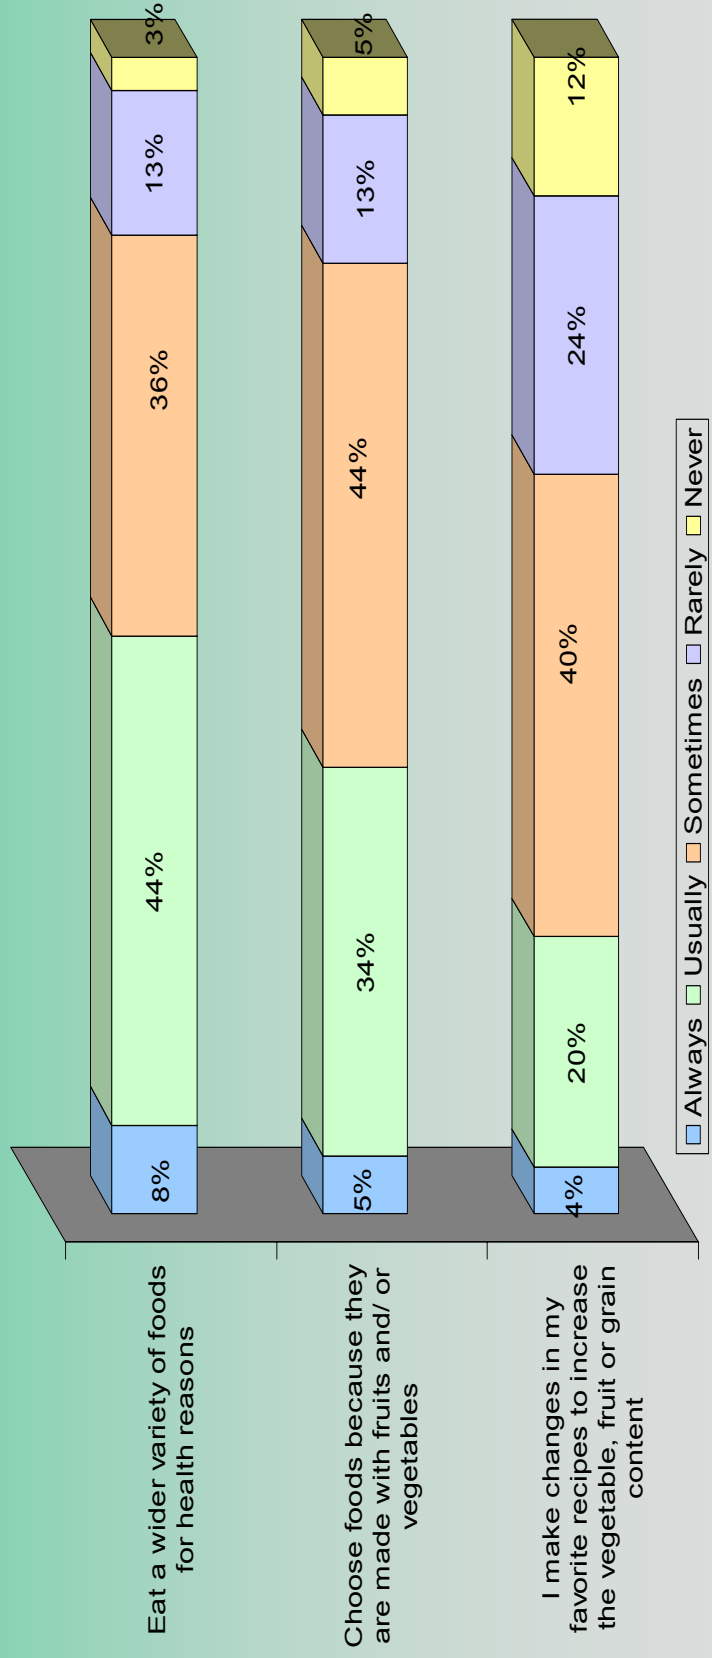 Eat a wider variety of foods
for health reasons
8% 44% 36% 13% 3%
Choose foods because they
are made with fruits and/ or
vegetables
5% 34% 44% 13% 5%
I make changes in my
favorite recipes to increase
the vegetable, fruit or grain
content
4% 20% 40% 24% 12%
Always Usually Sometimes Rarely Never